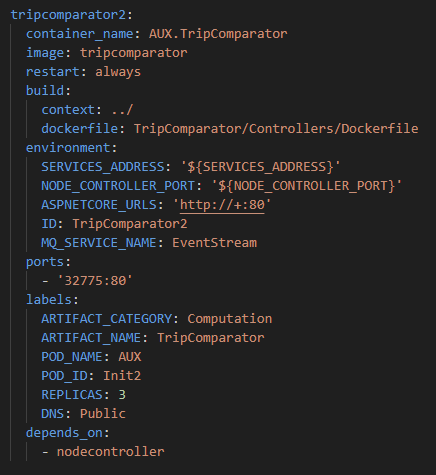 tripcomparator2:
  container_name: AUX.TripComparator
  image: tripcomparator
  restart: always
  build:
    context: ../
    dockerfile: TripComparator/Controllers/Dockerfile
  environment:
    SERVICES_ADDRESS: '${SERVICES_ADDRESS}'
    NODE_CONTROLLER_PORT: '${NODE_CONTROLLER_PORT}'
    ASPNETCORE_URLS: 'http://+:80'
    ID: TripComparator2
    MQ_SERVICE_NAME: EventStream
  ports:
    - '32775:80'
  labels:
    ARTIFACT_CATEGORY: Computation
    ARTIFACT_NAME: TripComparator
    POD_NAME: AUX
    POD_ID: Init2
    REPLICAS: 3
    DNS: Public
  depends_on:
    - nodecontroller